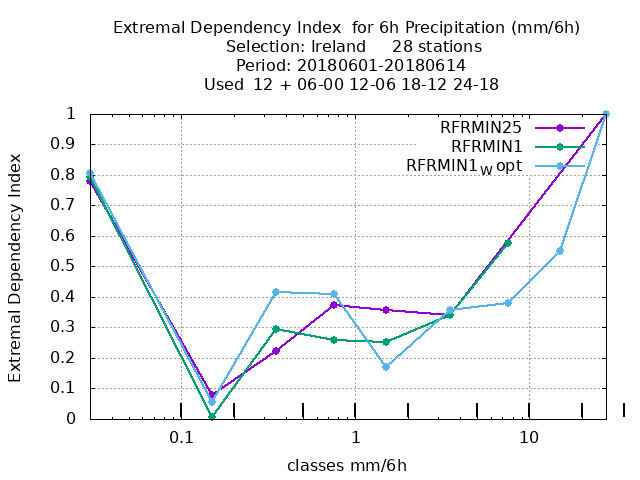 Extremal Dependency Index  for 6h Precipitation (mm/6h)
Selection: Ireland     28 stations
Period: 20180601-20180614
Used  12 + 06-00 12-06 18-12 24-18
RFRMIN25
RFRMIN1
RFRMIN1W opt
Extremal Dependency Index
1
0.9
0.8
0.7
0.6
0.5
0.4
0.3
0.2
0.1
0
0.1 1 10
classes mm/6h